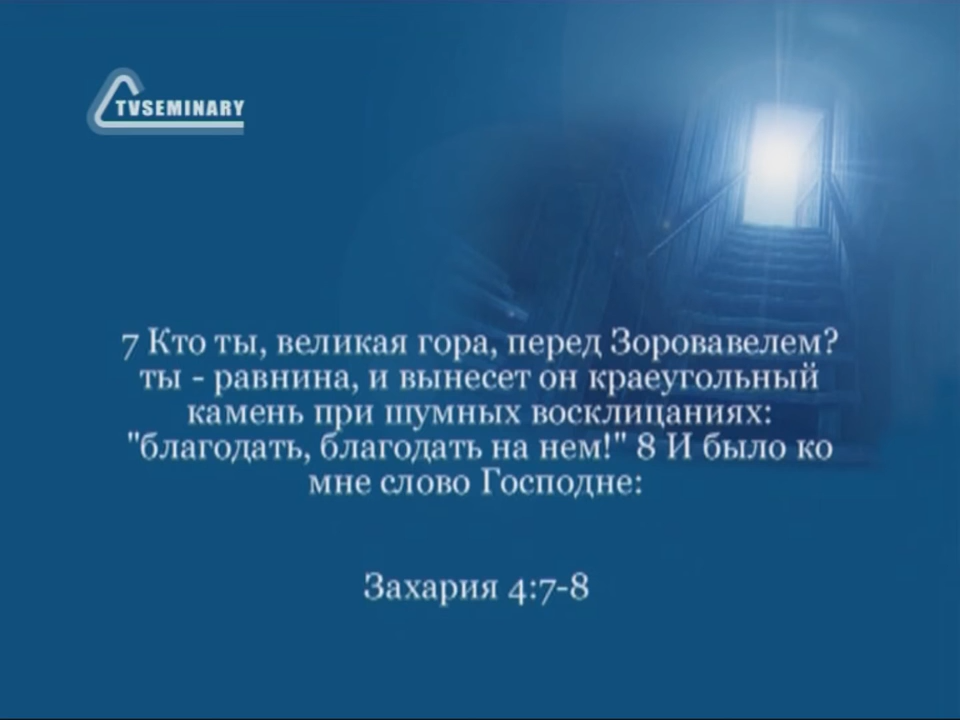 TVSEMINARY
7 Кто ты, великая гора, перед Зоровавелем?
ты - равнина, и вынесет он краеугольный
камень при шумных восклицаниях:
"благодать, благодать на нем!" 8 И было ко
мне слово Господне:
Захария 4:7-8